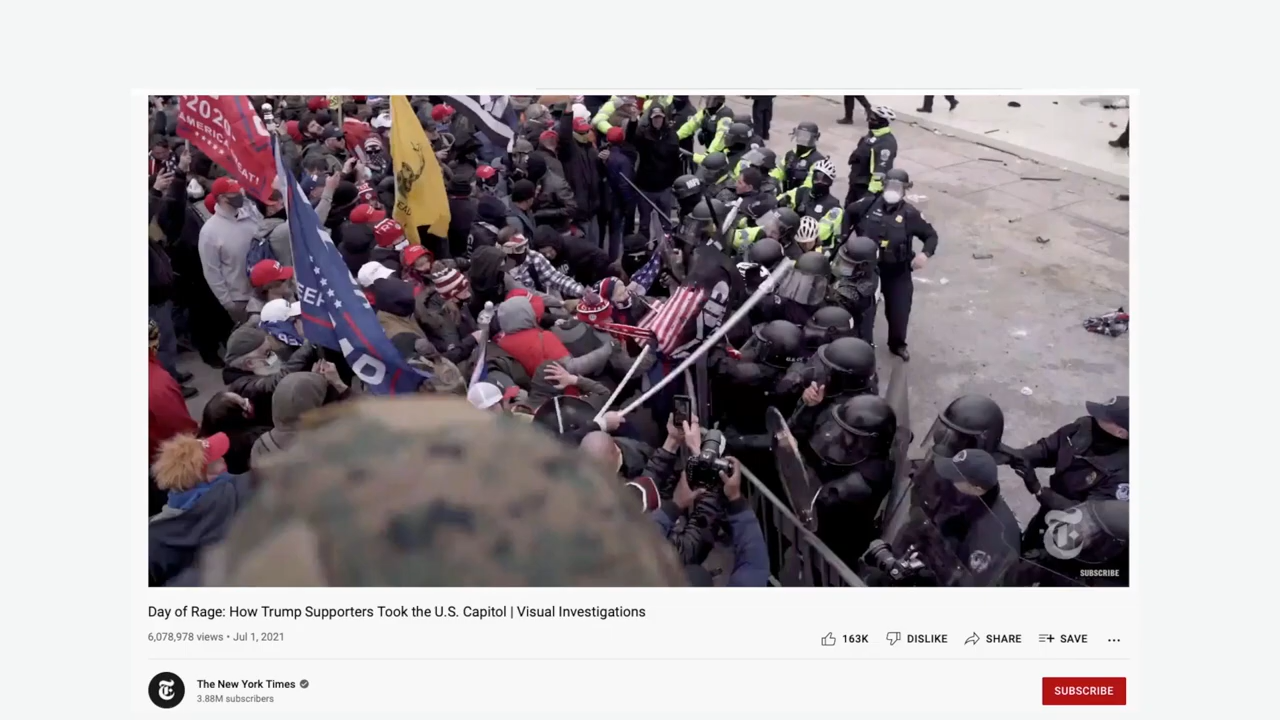 2020
AMERICA
EAT!
SUBSCRIBE
Day of Rage: How Trump Supporters Took the U.S. Capitol | Visual Investigations
6,078,978 views • Jul 1, 2021
163K DISLIKE SHARE SAVE ...
The New York Times
3.88M subscribers
SUBSCRIBE